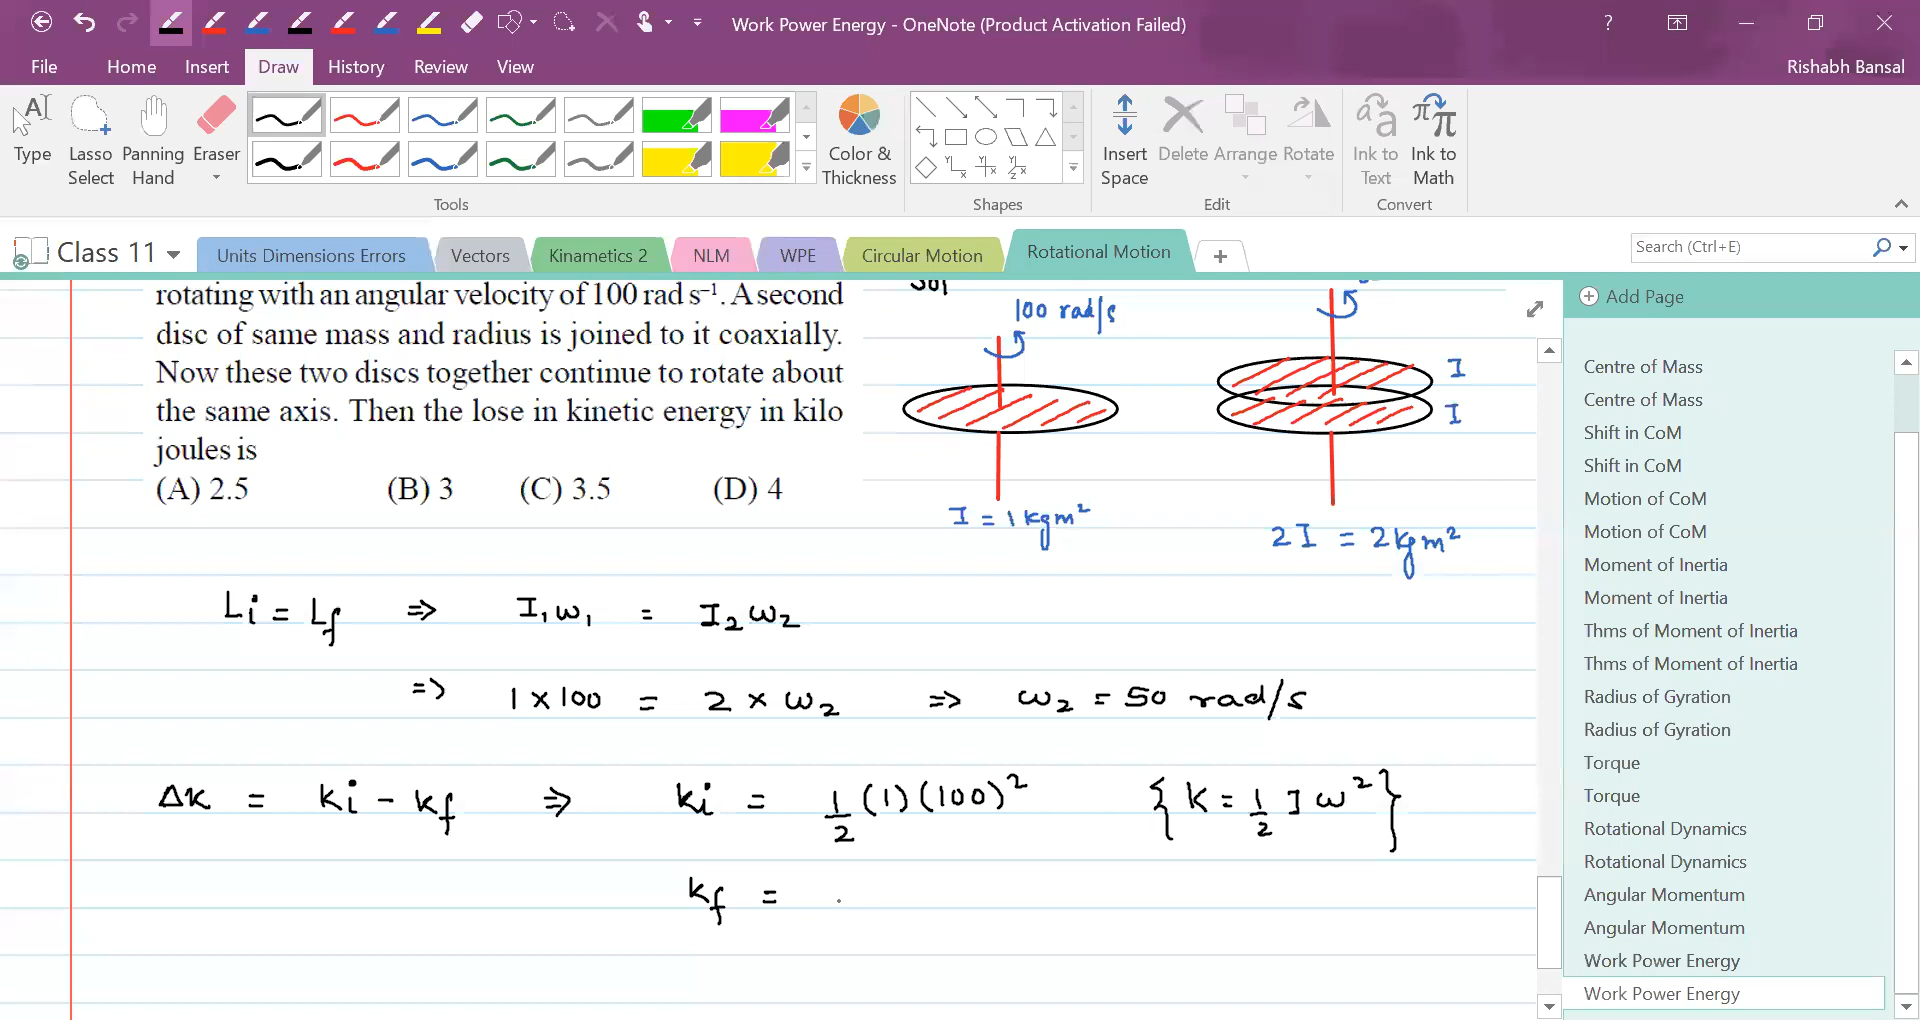 Work Power Energy - OneNote (Product Activation Failed)
?
File Home Insert Draw History Review View
Rishabh Bansal
Type
Lasso Select
Panning Hand
Eraser
Color & Thickness
Insert Space
Delete
Arrange
Rotate
Ink to Text
Ink to Math
Tools
Shapes
Edit
Convert
Class 11
Units Dimensions Errors
Vectors
Kinametics 2
NLM
WPE
Circular Motion
Rotational Motion
Search (Ctrl+E)
rotating with an angular velocity of 100 rad s⁻¹. A second
disc of same mass and radius is joined to it coaxially.
Now these two discs together continue to rotate about
the same axis. Then the lose in kinetic energy in kilo
joules is
(A) 2.5 (B) 3 (C) 3.5 (D) 4
Sol
100 rad/s
I
I
I = 1 kg m²
2I = 2 kg m²
Li = Lf ⇒ I₁ω₁ = I₂ω₂
⇒ 1 × 100 = 2 × ω₂ ⇒ ω₂ = 50 rad/s
ΔK = Ki - Kf ⇒ Ki = 1/2 (1)(100)² {K = 1/2 I ω²}
Kf =
Add Page
Centre of Mass
Centre of Mass
Shift in CoM
Shift in CoM
Motion of CoM
Motion of CoM
Moment of Inertia
Moment of Inertia
Thms of Moment of Inertia
Thms of Moment of Inertia
Radius of Gyration
Radius of Gyration
Torque
Torque
Rotational Dynamics
Rotational Dynamics
Angular Momentum
Angular Momentum
Work Power Energy
Work Power Energy